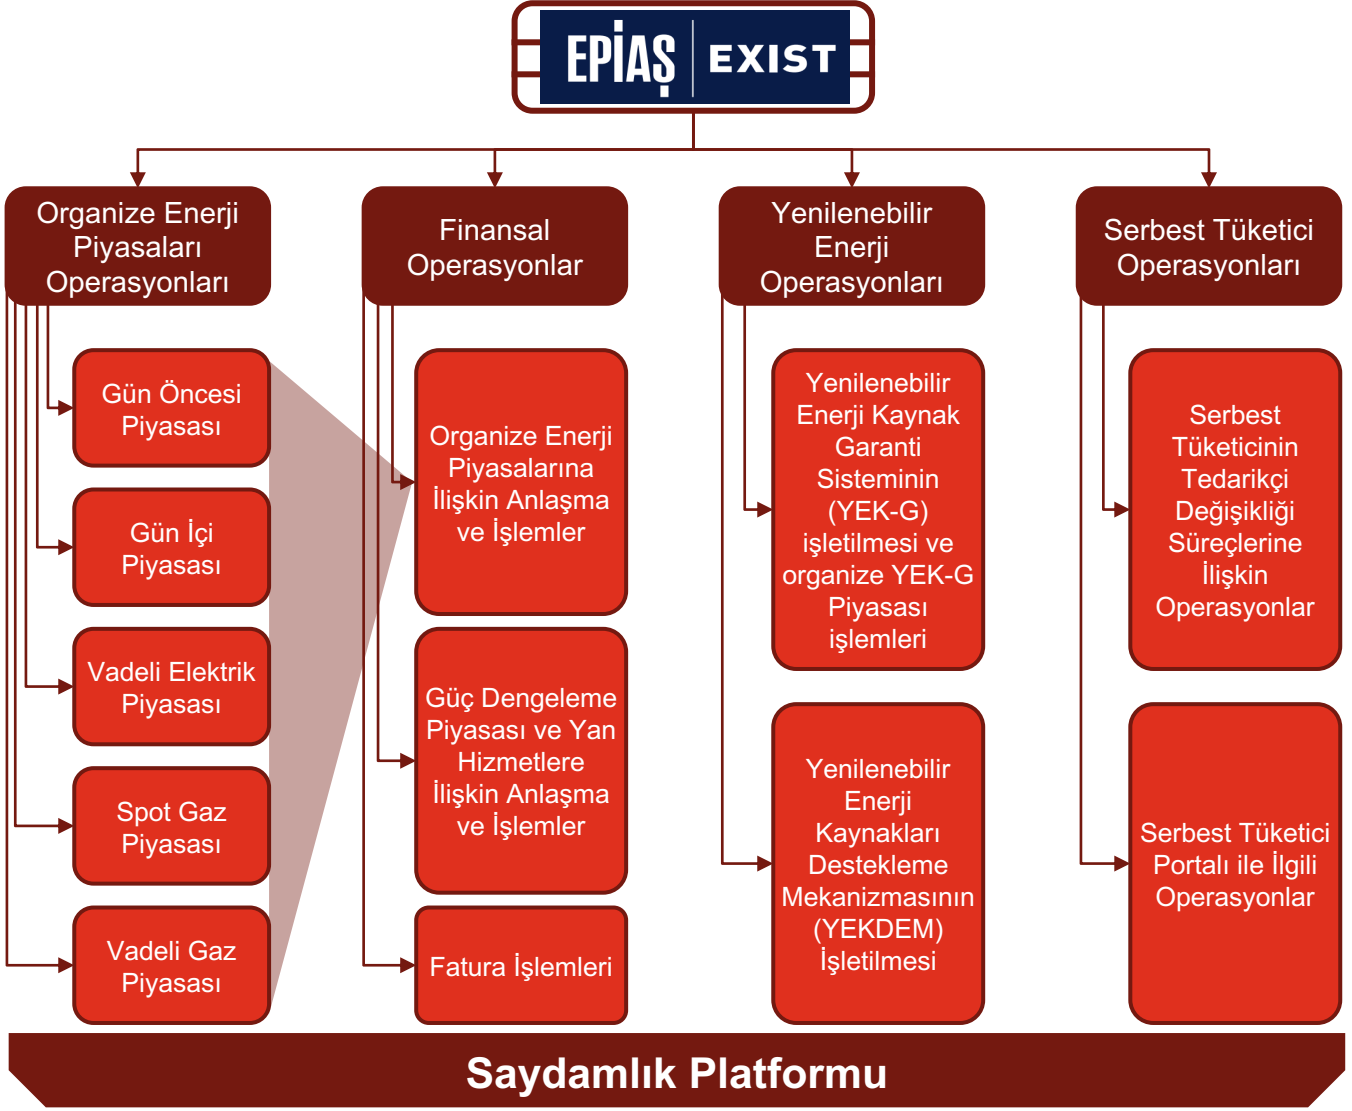 EPİAŞ | EXIST
Organize Enerji
Piyasaları
Operasyonları
Gün Öncesi
Piyasası
Gün İçi
Piyasası
Vadeli Elektrik
Piyasası
Spot Gaz
Piyasası
Vadeli Gaz
Piyasası
Finansal
Operasyonlar
Organize Enerji
Piyasalarına
İlişkin Anlaşma
ve İşlemler
Güç Dengeleme
Piyasası ve Yan
Hizmetlere
İlişkin Anlaşma
ve İşlemler
Fatura İşlemleri
Yenilenebilir
Enerji
Operasyonları
Yenilenebilir
Enerji Kaynak
Garanti
Sisteminin
(YEK-G)
işletilmesi ve
organize YEK-G
Piyasası
işlemleri
Yenilenebilir
Enerji
Kaynakları
Destekleme
Mekanizmasının
(YEKDEM)
İşletilmesi
Serbest Tüketici
Operasyonları
Serbest
Tüketicinin
Tedarikçi
Değişikliği
Süreçlerine
İlişkin
Operasyonlar
Serbest Tüketici
Portalı ile İlgili
Operasyonlar
Saydamlık Platformu